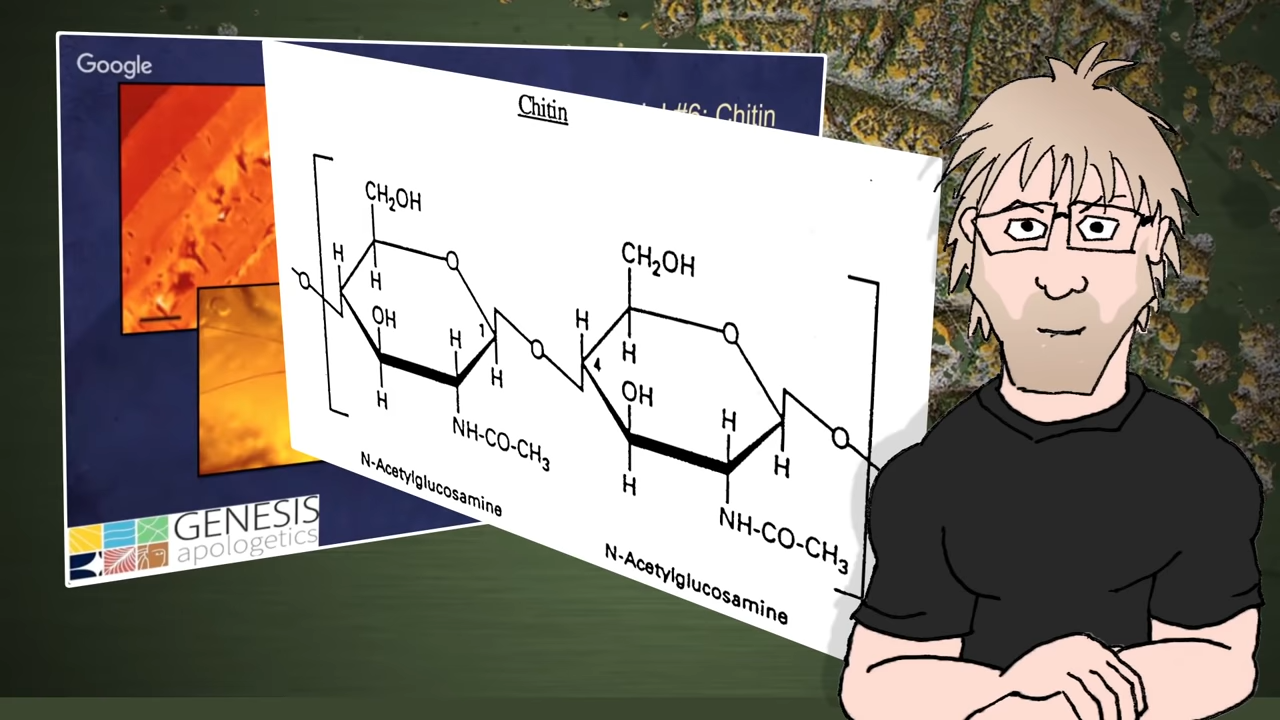 Google
#6: Chitin
Chitin
CH2OH
O
H
H
OH
H
1
H
H
O
O
NH-CO-CH3
N-Acetylglucosamine
CH2OH
O
H
H
4
OH
H
H
H
O
NH-CO-CH3
N-Acetylglucosamine
GENESIS
apologetics